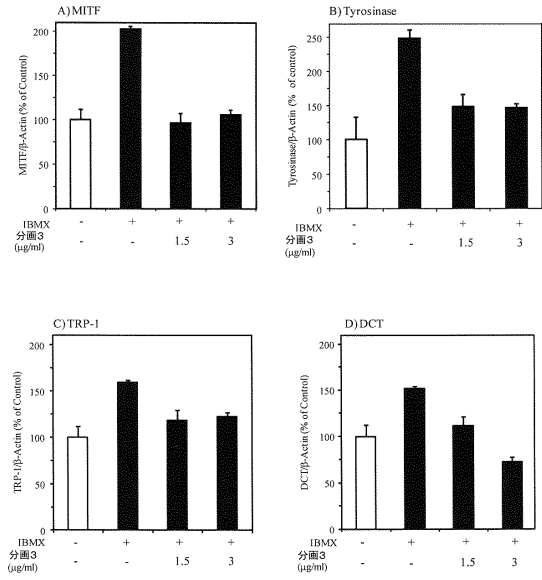 A) MITF
MITF/β-Actin (% of Control)
200
150
100
50
0
IBMX - + + +
分画3 - - 1.5 3
(μg/ml)
B) Tyrosinase
Tyrosinase/β-Actin (% of control)
250
200
150
100
50
0
IBMX - + + +
分画3 - - 1.5 3
(μg/ml)
C) TRP-1
TRP-1/β-Actin (% of Control)
200
150
100
50
0
IBMX - + + +
分画3 - - 1.5 3
(μg/ml)
D) DCT
DCT/β-Actin (% of Control)
200
150
100
50
0
IBMX - + + +
分画3 - - 1.5 3
(μg/ml)